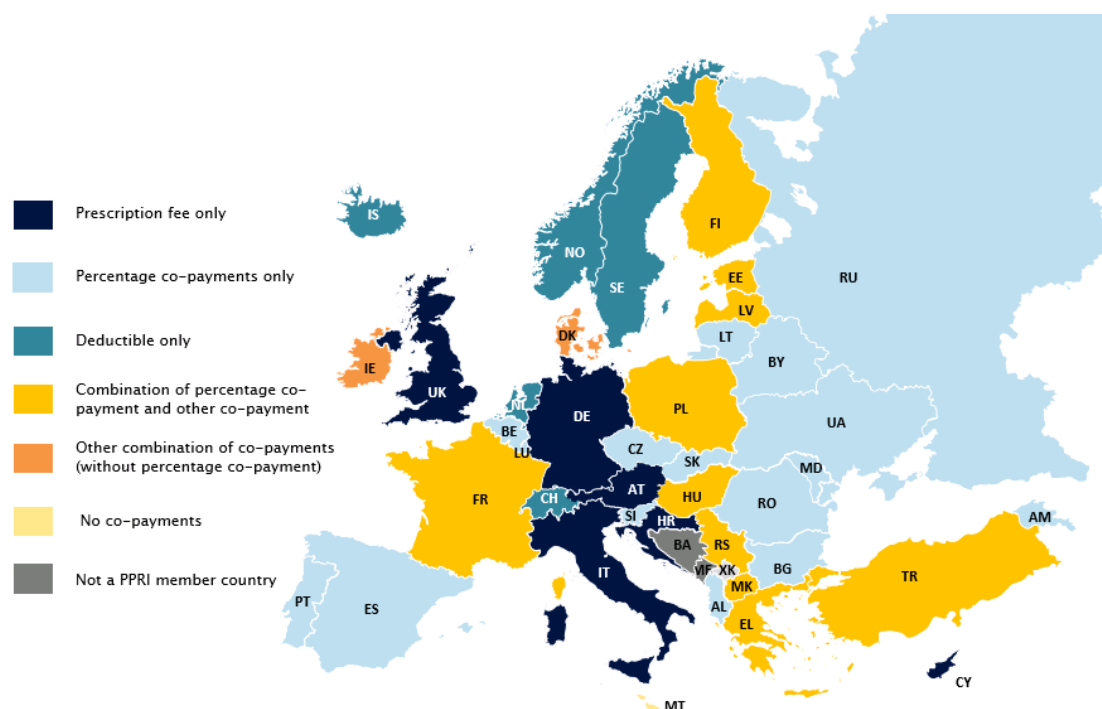 Prescription fee only
Percentage co-payments only
Deductible only
Combination of percentage co-
payment and other co-payment
Other combination of co-payments
(without percentage co-payment)
No co-payments
Not a PPRI member country
IS
NO
SE
FI
RU
EE
LV
LT
BY
DK
IE
UK
NL
BE
LU
DE
PL
CZ
SK
UA
MD
FR
CH
AT
HU
RO
SI
HR
BA
RS
XK
MK
AL
BG
AM
TR
PT
ES
IT
EL
CY
MT